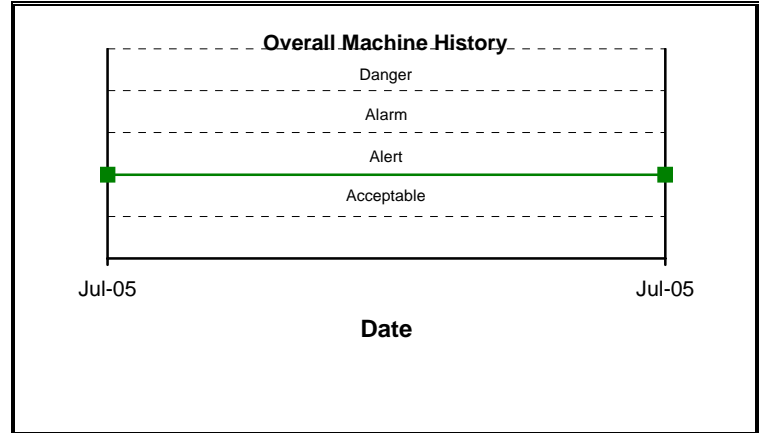 Overall Machine History
Danger
Alarm
Alert
Acceptable
Jul-05 Jul-05
Date